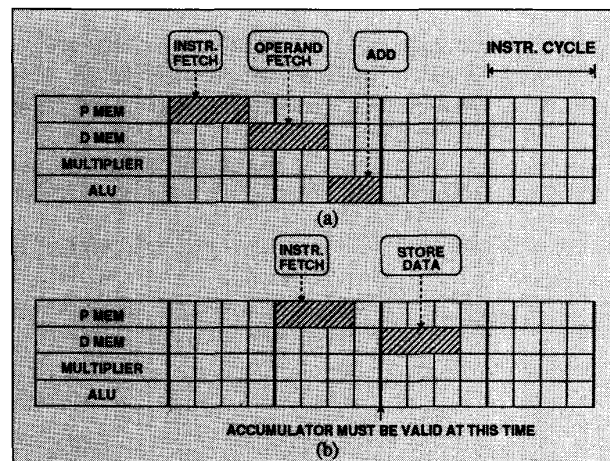 INSTR. FETCH
OPERAND FETCH
ADD
INSTR. CYCLE
P MEM
D MEM
MULTIPLIER
ALU
(a)
INSTR. FETCH
STORE DATA
P MEM
D MEM
MULTIPLIER
ALU
ACCUMULATOR MUST BE VALID AT THIS TIME
(b)